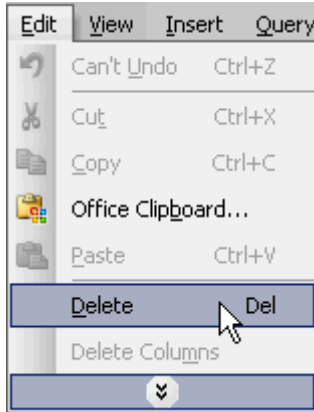 Edit View Insert Query
Can't Undo Ctrl+Z
Cut Ctrl+X
Copy Ctrl+C
Office Clipboard...
Paste Ctrl+V
Delete Del
Delete Columns